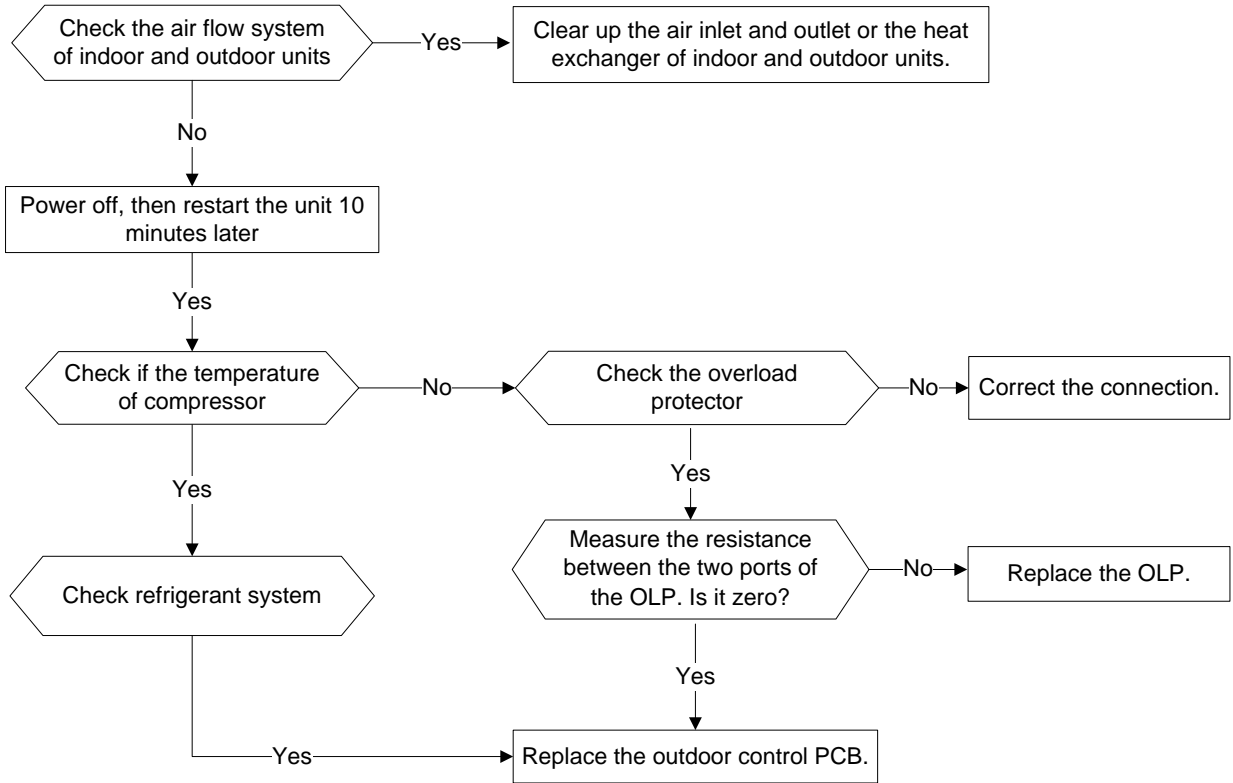 Check the air flow system
of indoor and outdoor units
Yes
Clear up the air inlet and outlet or the heat
exchanger of indoor and outdoor units.
No
Power off, then restart the unit 10
minutes later
Yes
Check if the temperature
of compressor
No
Check the overload
protector
No
Correct the connection.
Yes
Yes
Measure the resistance
between the two ports of
the OLP. Is it zero?
No
Replace the OLP.
Check refrigerant system
Yes
Yes
Replace the outdoor control PCB.